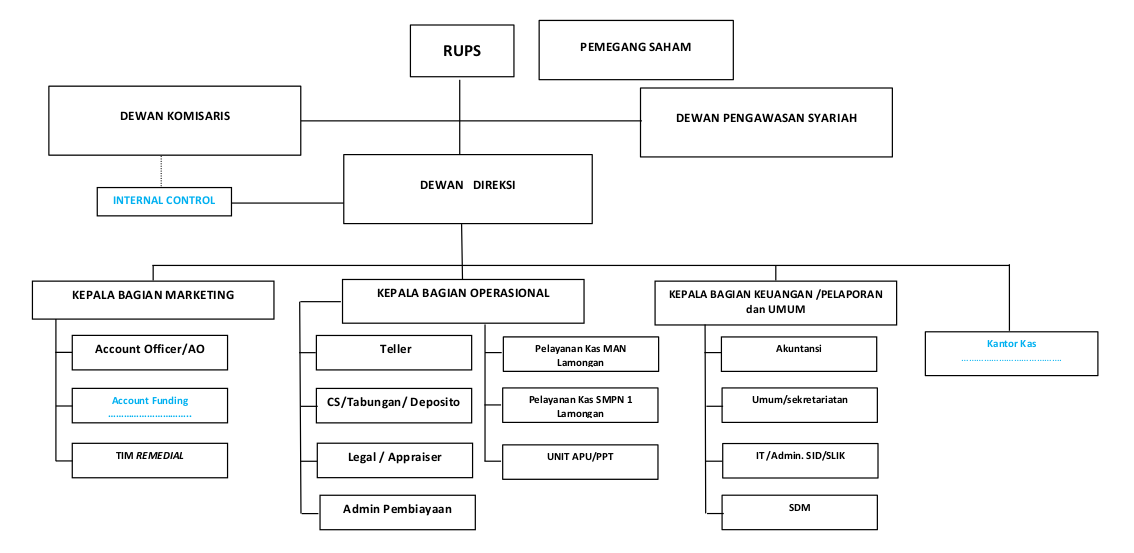 RUPS
PEMEGANG SAHAM
DEWAN KOMISARIS
DEWAN PENGAWASAN SYARIAH
DEWAN DIREKSI
INTERNAL CONTROL
KEPALA BAGIAN MARKETING
KEPALA BAGIAN OPERASIONAL
KEPALA BAGIAN KEUANGAN /PELAPORAN
dan UMUM
Account Officer/AO
Account Funding
……………………………..
TIM REMEDIAL
Teller
CS/Tabungan/ Deposito
Legal / Appraiser
Admin Pembiayaan
Pelayanan Kas MAN
Lamongan
Pelayanan Kas SMPN 1
Lamongan
UNIT APU/PPT
Akuntansi
Umum/sekretariatan
IT /Admin. SID/SLIK
SDM
Kantor Kas
…………………………………